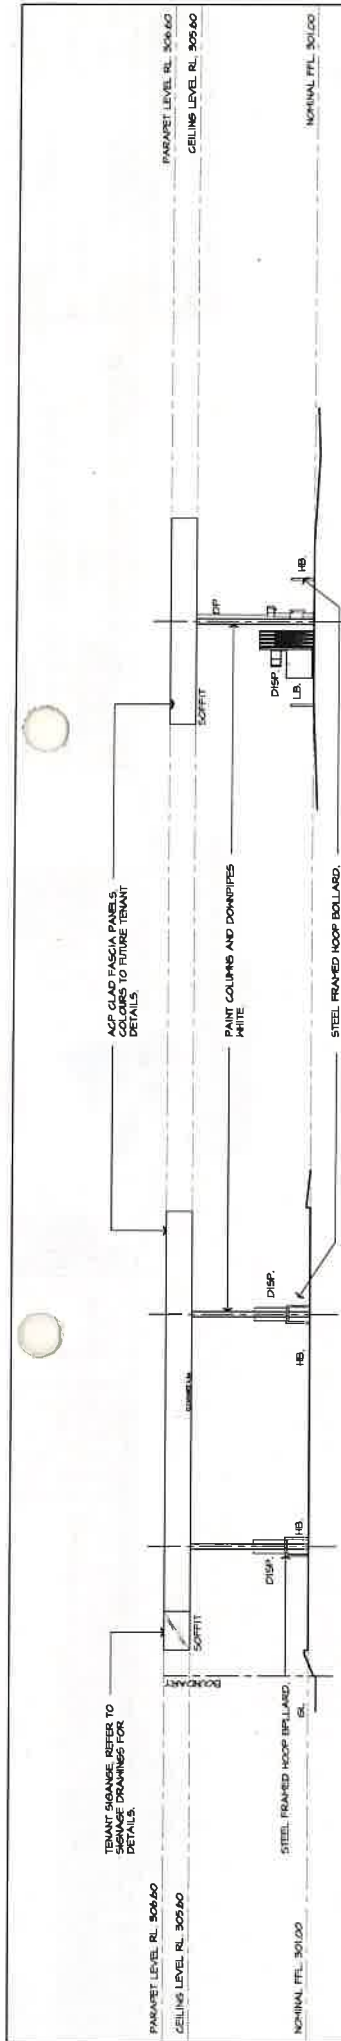 TENANT SIGANGE, REFER TO
SIGNAGE DRAWINGS FOR
DETAILS.
PARAPET LEVEL RL. 306.60
CEILING LEVEL RL. 305.60
NOMINAL FFL. 301.00
SOFFIT
STEEL FRAMED HOOP BOLLARD.
GL.
DISP.
HB.
DISP.
HB.
ACP CLAD FASCIA PANELS.
COLOURS TO FUTURE TENANT
DETAILS.
PAINT COLUMNS AND DOWNPIPES
WHITE
STEEL FRAMED HOOP BOLLARD.
SOFFIT
DP
DISP.
LB.
HB.
PARAPET LEVEL RL. 306.60
CEILING LEVEL RL. 305.60
NOMINAL FFL. 301.00